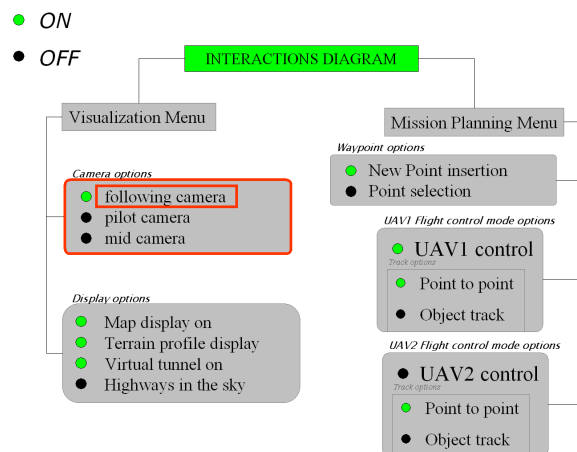 ON
OFF
INTERACTIONS DIAGRAM
Visualization Menu
Camera options
following camera
pilot camera
mid camera
Display options
Map display on
Terrain profile display
Virtual tunnel on
Highways in the sky
Mission Planning Menu
Waypoint options
New Point insertion
Point selection
UAV1 Flight control mode options
UAV1 control
Track options
Point to point
Object track
UAV2 Flight control mode options
UAV2 control
Track options
Point to point
Object track